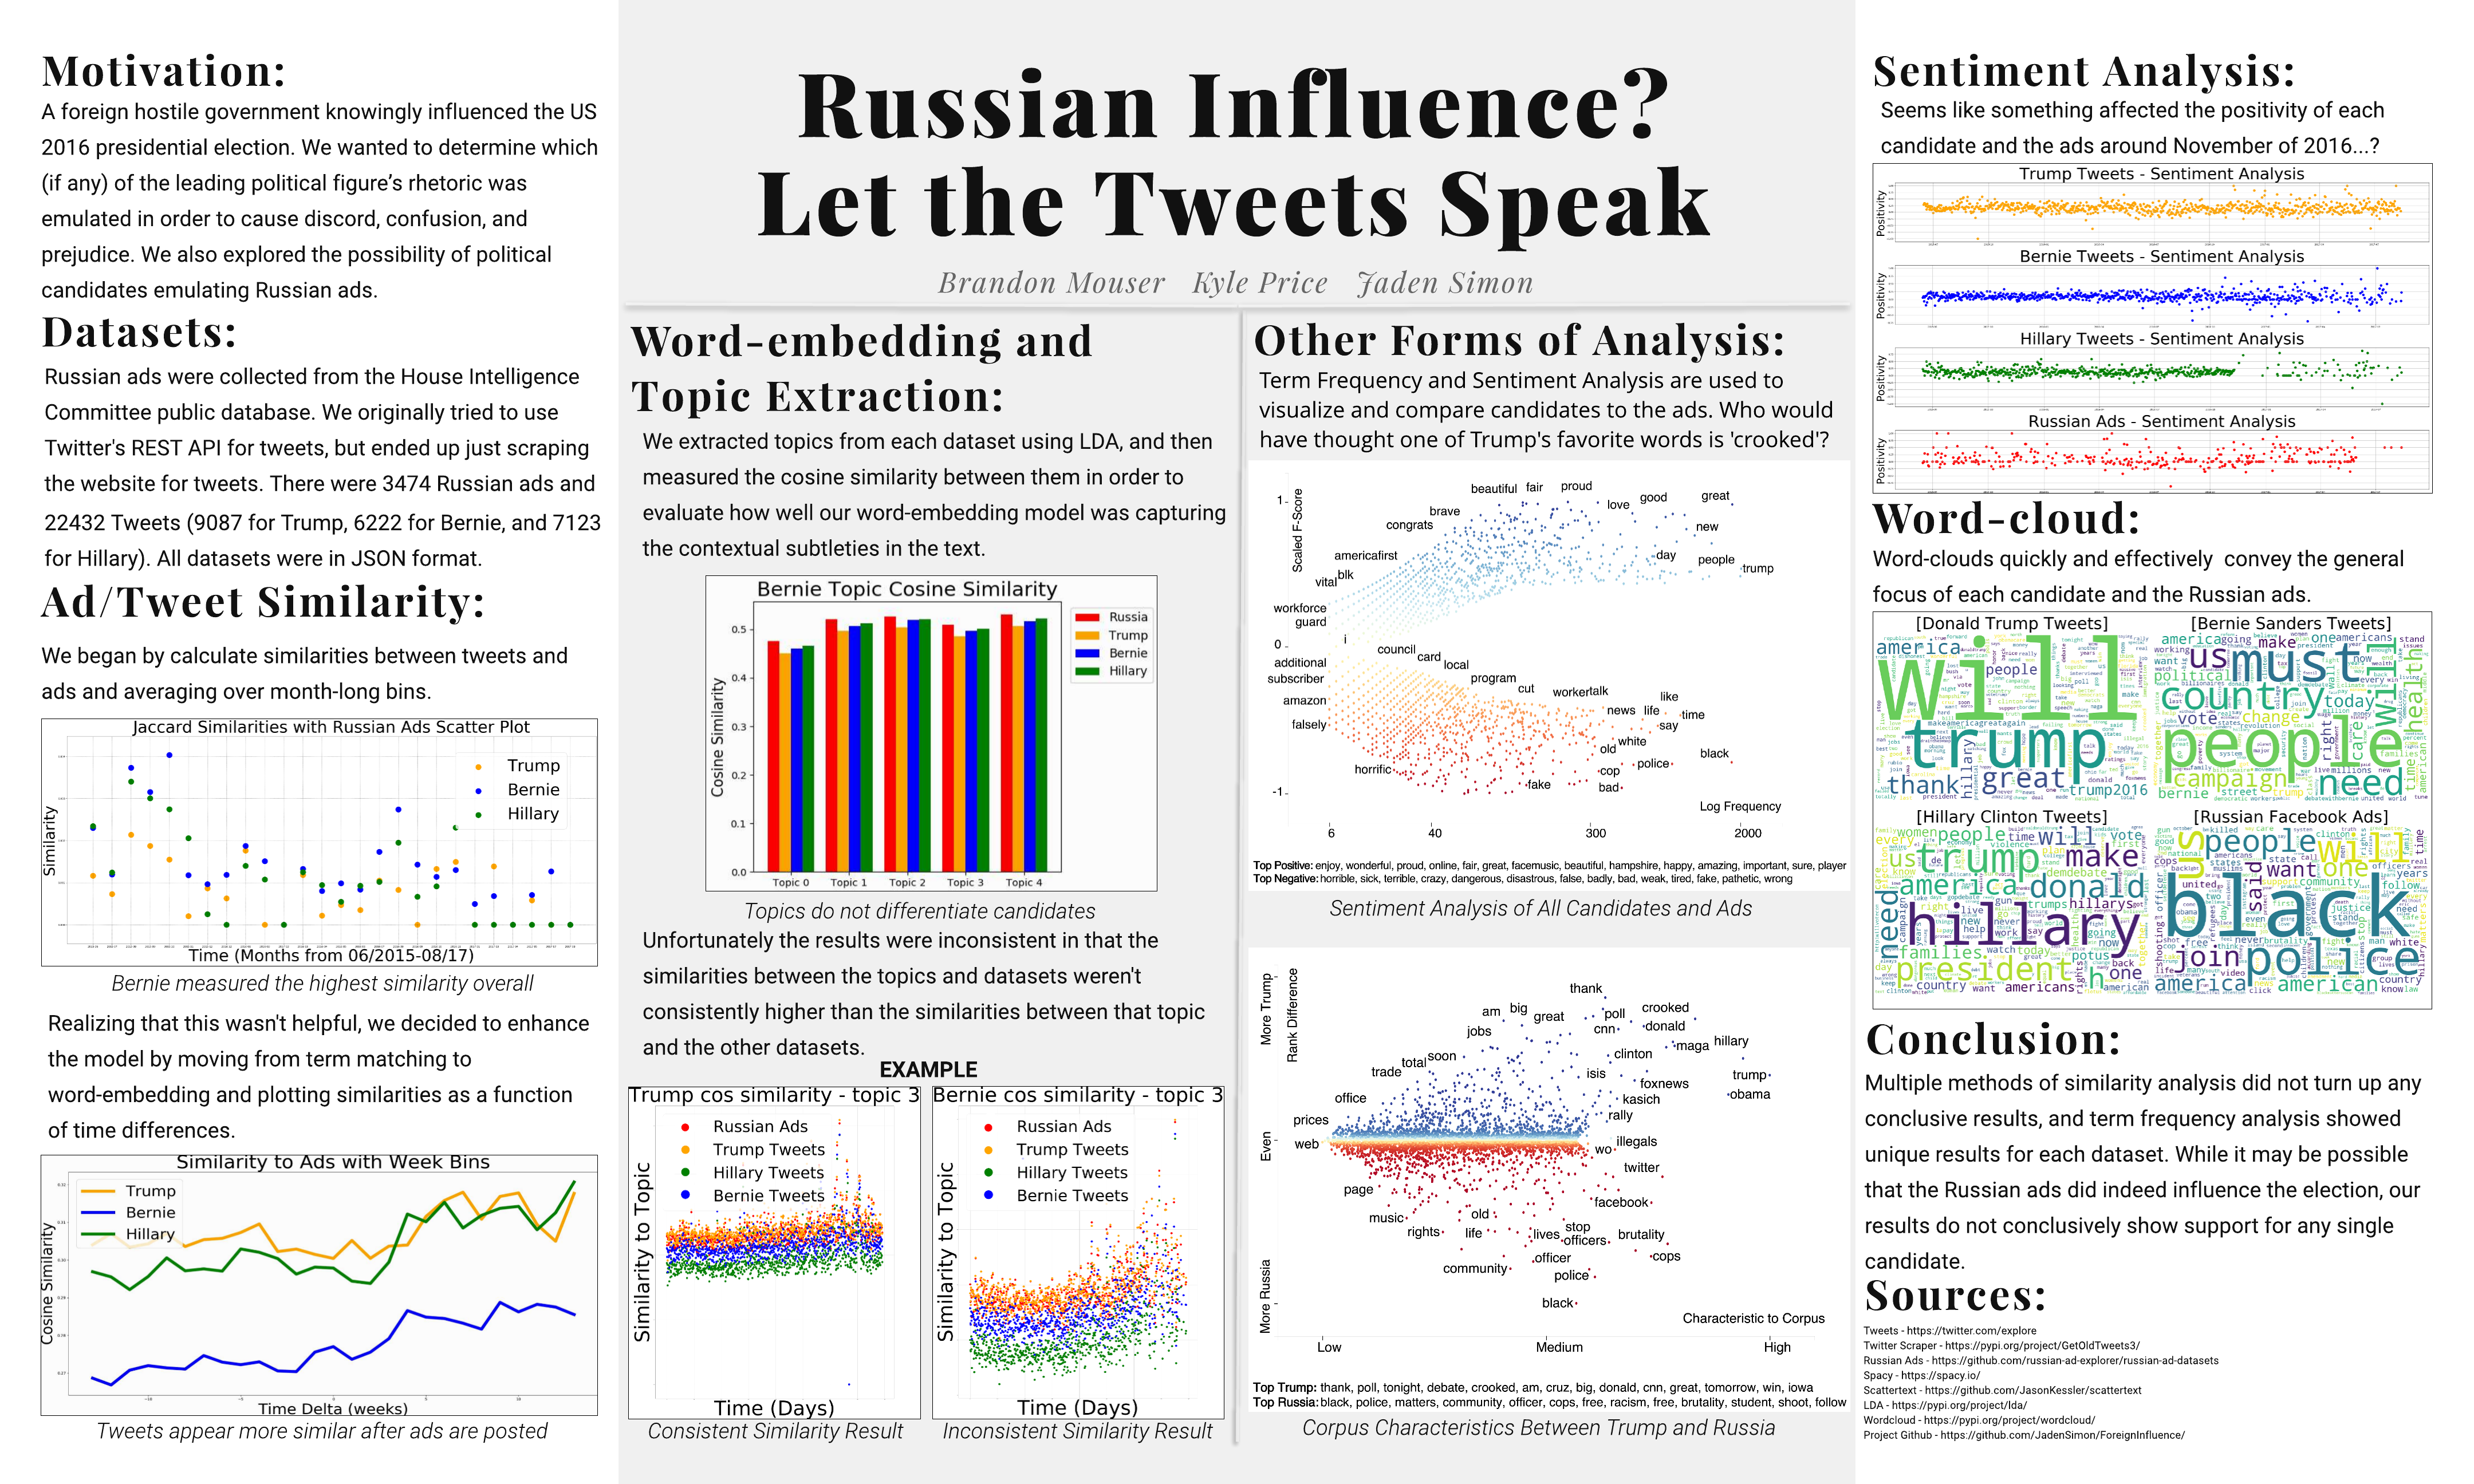 Motivation:
A foreign hostile government knowingly influenced the US
2016 presidential election. We wanted to determine which
(if any) of the leading political figure's rhetoric was
emulated in order to cause discord, confusion, and
prejudice. We also explored the possibility of political
candidates emulating Russian ads.
Datasets:
Russian ads were collected from the House Intelligence
Committee public database. We originally tried to use
Twitter's REST API for tweets, but ended up just scraping
the website for tweets. There were 3474 Russian ads and
22432 Tweets (9087 for Trump, 6222 for Bernie, and 7123
for Hillary). All datasets were in JSON format.
Ad/Tweet Similarity:
We began by calculate similarities between tweets and
ads and averaging over month-long bins.
Jaccard Similarities with Russian Ads Scatter Plot
Trump
Bernie
Hillary
Similarity
Time (Months from 06/2015-08/17)
Bernie measured the highest similarity overall
Realizing that this wasn't helpful, we decided to enhance
the model by moving from term matching to
word-embedding and plotting similarities as a function
of time differences.
Similarity to Ads with Week Bins
Trump
Bernie
Hillary
Cosine Similarity
Time Delta (weeks)
Tweets appear more similar after ads are posted
Russian Influence?
Let the Tweets Speak
Brandon Mouser Kyle Price Jaden Simon
Word-embedding and
Topic Extraction:
We extracted topics from each dataset using LDA, and then
measured the cosine similarity between them in order to
evaluate how well our word-embedding model was capturing
the contextual subtleties in the text.
Bernie Topic Cosine Similarity
Russia
Trump
Bernie
Hillary
Cosine Similarity
0.5
0.4
0.3
0.2
0.1
0.0
Topic 0 Topic 1 Topic 2 Topic 3 Topic 4
Topics do not differentiate candidates
Unfortunately the results were inconsistent in that the
similarities between the topics and datasets weren't
consistently higher than the similarities between that topic
and the other datasets.
EXAMPLE
Trump cos similarity - topic 3
Russian Ads
Trump Tweets
Hillary Tweets
Bernie Tweets
Similarity to Topic
Time (Days)
Consistent Similarity Result
Bernie cos similarity - topic 3
Russian Ads
Trump Tweets
Hillary Tweets
Bernie Tweets
Similarity to Topic
Time (Days)
Inconsistent Similarity Result
Other Forms of Analysis:
Term Frequency and Sentiment Analysis are used to
visualize and compare candidates to the ads. Who would
have thought one of Trump's favorite words is 'crooked'?
Scaled F-Score
1
0
-1
beautiful fair proud
love good great
brave
congrats
new
americafirst
day people trump
vital blk
workforce
guard
i
council
card
local
additional
subscriber
program
cut
worker talk
like
amazon
news life time
falsely
say
white
old
black
horrific
cop police
fake
bad
Log Frequency
6 40 300 2000
Top Positive: enjoy, wonderful, proud, online, fair, great, facemusic, beautiful, hampshire, happy, amazing, important, sure, player
Top Negative: horrible, sick, terrible, crazy, dangerous, disastrous, false, badly, bad, weak, tired, fake, pathetic, wrong
Sentiment Analysis of All Candidates and Ads
More Trump
Rank Difference
Even
More Russia
thank
am big great poll crooked
jobs cnn donald
maga hillary
total soon clinton
trade isis trump
foxnews
office kasich obama
rally
prices
web wo illegals
twitter
page facebook
music old
rights life lives stop officers brutality
officer cops
community police
black
Characteristic to Corpus
Low Medium High
Top Trump: thank, poll, tonight, debate, crooked, am, cruz, big, donald, cnn, great, tomorrow, win, iowa
Top Russia: black, police, matters, community, officer, cops, free, racism, free, brutality, student, shoot, follow
Corpus Characteristics Between Trump and Russia
Sentiment Analysis:
Seems like something affected the positivity of each
candidate and the ads around November of 2016...?
Trump Tweets - Sentiment Analysis
Positivity
Bernie Tweets - Sentiment Analysis
Positivity
Hillary Tweets - Sentiment Analysis
Positivity
Russian Ads - Sentiment Analysis
Positivity
Word-cloud:
Word-clouds quickly and effectively convey the general
focus of each candidate and the Russian ads.
[Donald Trump Tweets]
america
will
people
trump
hillary
thank
great
trump2016
makeamericagreatagain
[Bernie Sanders Tweets]
america going make one americans stand
us must will health
political
country today
vote change
people
right care
campaign need
bernie street trump
[Hillary Clinton Tweets]
women people time will vote
us trump make
america donald
need
hillary
families
president
h one
country want americans
[Russian Facebook Ads]
people will time
us want one
said
black
join police
america american
country
know law
Conclusion:
Multiple methods of similarity analysis did not turn up any
conclusive results, and term frequency analysis showed
unique results for each dataset. While it may be possible
that the Russian ads did indeed influence the election, our
results do not conclusively show support for any single
candidate.
Sources:
Tweets - https://twitter.com/explore
Twitter Scraper - https://pypi.org/project/GetOldTweets3/
Russian Ads - https://github.com/russian-ad-explorer/russian-ad-datasets
Spacy - https://spacy.io/
Scattertext - https://github.com/JasonKessler/scattertext
LDA - https://pypi.org/project/lda/
Wordcloud - https://pypi.org/project/wordcloud/
Project Github - https://github.com/JadenSimon/ForeignInfluence/